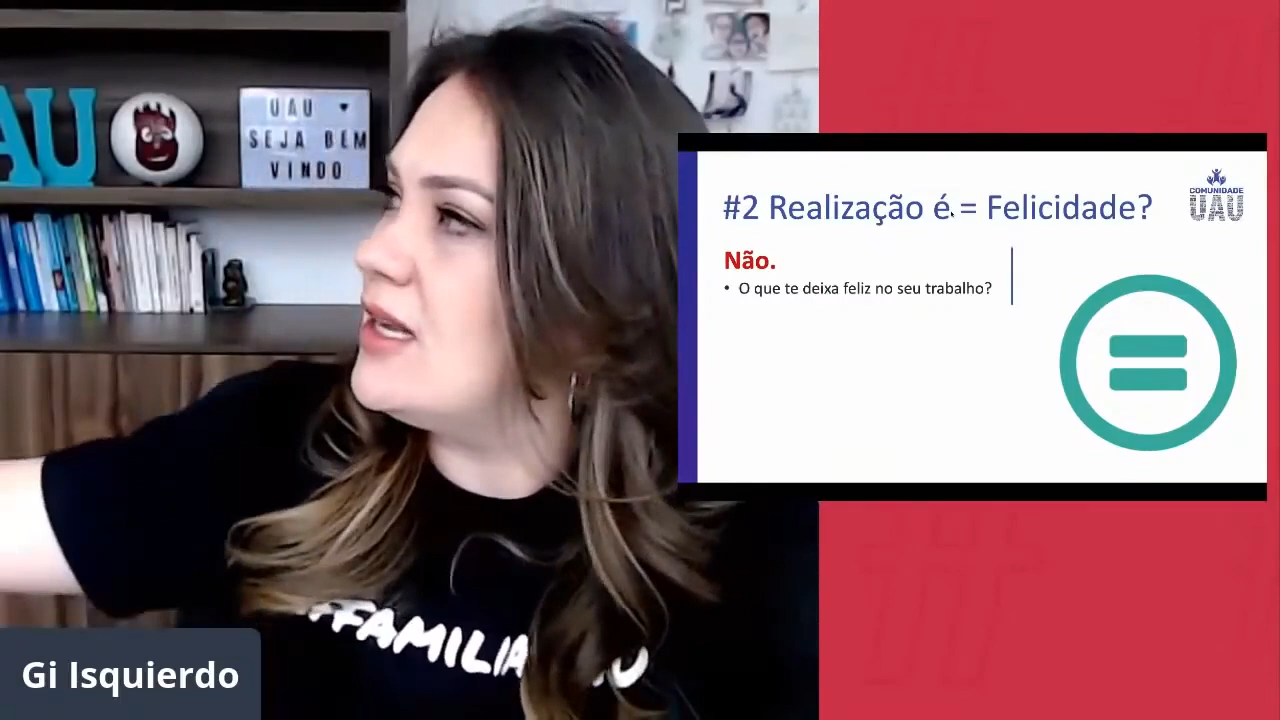 AU
UAU ♥
SEJA BEM
VINDO
#2 Realização é = Felicidade?
COMUNIDADE
UAU
Não.
• O que te deixa feliz no seu trabalho?
Gi Isquierdo